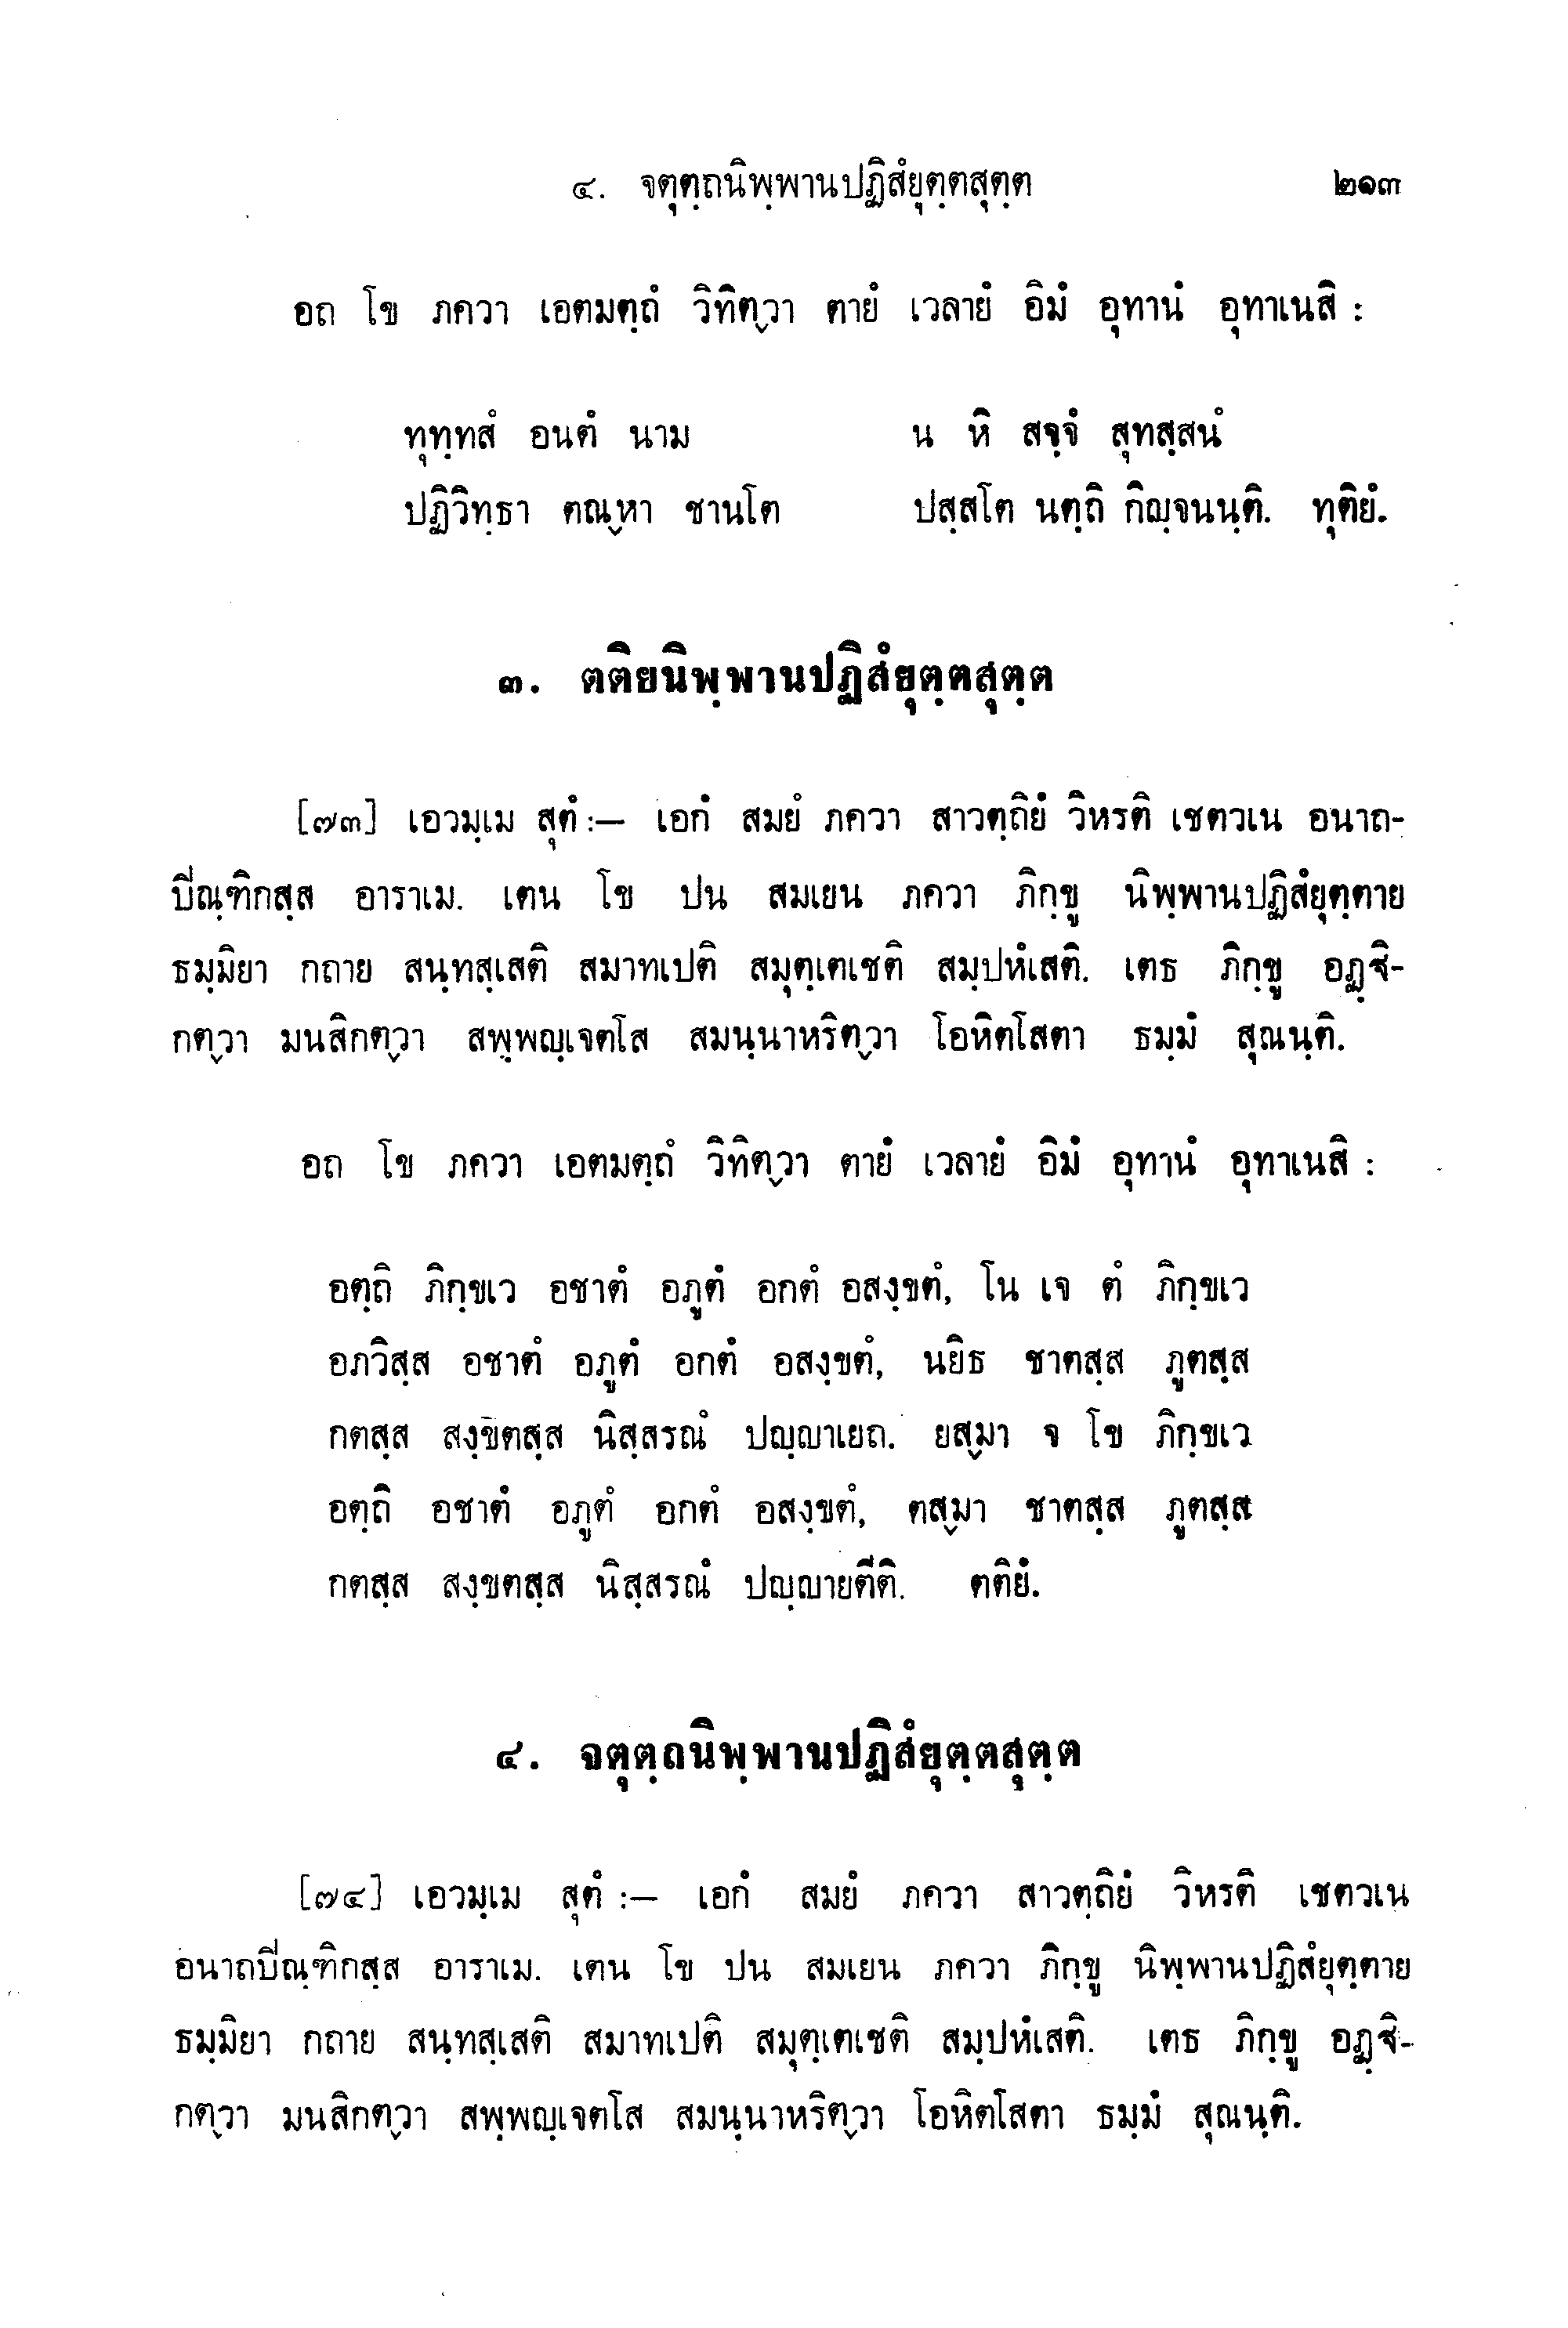 ๔. จตุตฺถนิพฺพานปฏิสํยุตฺตสุตฺต ๒๑๓
อถ โข ภควา เอตมตฺถํ วิทิตฺวา ตายํ เวลายํ อิมํ อุทานํ อุทาเนสิ :
ทุทฺทสํ อนตํ นาม น หิ สจฺจํ สุทสฺสนํ
ปฏิวิทฺธา ตณฺหา ชานโต ปสฺสโต นตฺถิ กิญฺจนนฺติ. ทุติยํ.
๓. ตติยนิพฺพานปฏิสํยุตฺตสุตฺต
[๗๓] เอวมฺเม สุตํ :— เอกํ สมยํ ภควา สาวตฺถิยํ วิหรติ เชตวเน อนาถ-
บิณฺฑิกสฺส อาราเม. เตน โข ปน สมเยน ภควา ภิกฺขู นิพฺพานปฏิสํยุตฺตาย
ธมฺมิยา กถาย สนฺทสฺเสติ สมาทเปติ สมุตฺเตเชติ สมฺปหํเสติ. เตธ ภิกฺขู อฏฺฐิ-
กตฺวา มนสิกตฺวา สพฺพญฺเจตโส สมนฺนาหริตฺวา โอหิตโสตา ธมฺมํ สุณนฺติ.
อถ โข ภควา เอตมตฺถํ วิทิตฺวา ตายํ เวลายํ อิมํ อุทานํ อุทาเนสิ :
อตฺถิ ภิกฺขเว อชาตํ อภูตํ อกตํ อสงฺขตํ, โน เจ ตํ ภิกฺขเว
อภวิสฺส อชาตํ อภูตํ อกตํ อสงฺขตํ, นยิธ ชาตสฺส ภูตสฺส
กตสฺส สงฺขตสฺส นิสฺสรณํ ปญฺญาเยถ. ยสฺมา จ โข ภิกฺขเว
อตฺถิ อชาตํ อภูตํ อกตํ อสงฺขตํ, ตสฺมา ชาตสฺส ภูตสฺส
กตสฺส สงฺขตสฺส นิสฺสรณํ ปญฺญายตีติ. ตติยํ.
๔. จตุตฺถนิพฺพานปฏิสํยุตฺตสุตฺต
[๗๔] เอวมฺเม สุตํ :— เอกํ สมยํ ภควา สาวตฺถิยํ วิหรติ เชตวเน
อนาถบิณฺฑิกสฺส อาราเม. เตน โข ปน สมเยน ภควา ภิกฺขู นิพฺพานปฏิสํยุตฺตาย
ธมฺมิยา กถาย สนฺทสฺเสติ สมาทเปติ สมุตฺเตเชติ สมฺปหํเสติ. เตธ ภิกฺขู อฏฺฐิ-
กตฺวา มนสิกตฺวา สพฺพญฺเจตโส สมนฺนาหริตฺวา โอหิตโสตา ธมฺมํ สุณนฺติ.